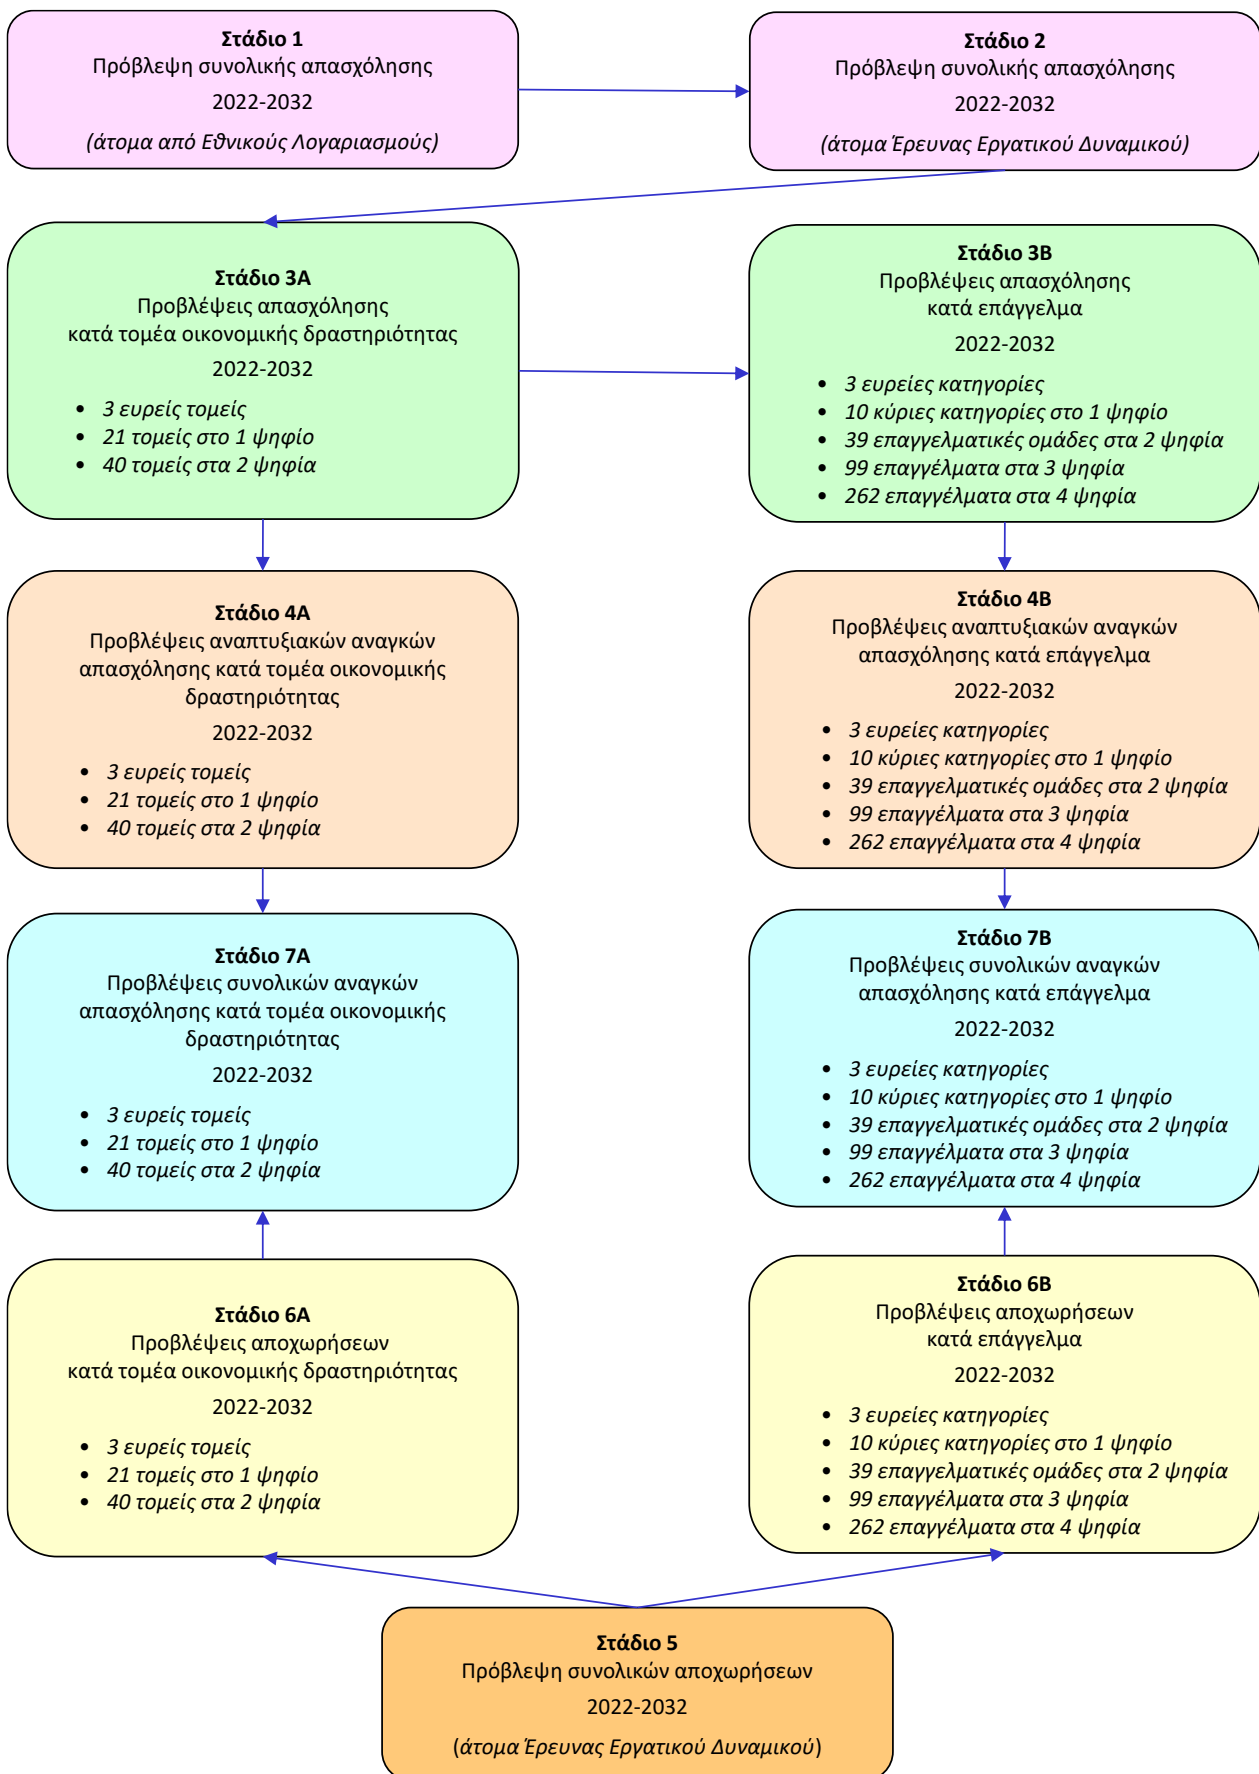 Στάδιο 1
Πρόβλεψη συνολικής απασχόλησης
2022-2032
(άτομα από Εθνικούς Λογαριασμούς)
Στάδιο 2
Πρόβλεψη συνολικής απασχόλησης
2022-2032
(άτομα Έρευνας Εργατικού Δυναμικού)
Στάδιο 3Α
Προβλέψεις απασχόλησης
κατά τομέα οικονομικής δραστηριότητας
2022-2032
• 3 ευρείς τομείς
• 21 τομείς στο 1 ψηφίο
• 40 τομείς στα 2 ψηφία
Στάδιο 3Β
Προβλέψεις απασχόλησης
κατά επάγγελμα
2022-2032
• 3 ευρείες κατηγορίες
• 10 κύριες κατηγορίες στο 1 ψηφίο
• 39 επαγγελματικές ομάδες στα 2 ψηφία
• 99 επαγγέλματα στα 3 ψηφία
• 262 επαγγέλματα στα 4 ψηφία
Στάδιο 4Α
Προβλέψεις αναπτυξιακών αναγκών
απασχόλησης κατά τομέα οικονομικής
δραστηριότητας
2022-2032
• 3 ευρείς τομείς
• 21 τομείς στο 1 ψηφίο
• 40 τομείς στα 2 ψηφία
Στάδιο 4Β
Προβλέψεις αναπτυξιακών αναγκών
απασχόλησης κατά επάγγελμα
2022-2032
• 3 ευρείες κατηγορίες
• 10 κύριες κατηγορίες στο 1 ψηφίο
• 39 επαγγελματικές ομάδες στα 2 ψηφία
• 99 επαγγέλματα στα 3 ψηφία
• 262 επαγγέλματα στα 4 ψηφία
Στάδιο 7Α
Προβλέψεις συνολικών αναγκών
απασχόλησης κατά τομέα οικονομικής
δραστηριότητας
2022-2032
• 3 ευρείς τομείς
• 21 τομείς στο 1 ψηφίο
• 40 τομείς στα 2 ψηφία
Στάδιο 7Β
Προβλέψεις συνολικών αναγκών
απασχόλησης κατά επάγγελμα
2022-2032
• 3 ευρείες κατηγορίες
• 10 κύριες κατηγορίες στο 1 ψηφίο
• 39 επαγγελματικές ομάδες στα 2 ψηφία
• 99 επαγγέλματα στα 3 ψηφία
• 262 επαγγέλματα στα 4 ψηφία
Στάδιο 6Α
Προβλέψεις αποχωρήσεων
κατά τομέα οικονομικής δραστηριότητας
2022-2032
• 3 ευρείς τομείς
• 21 τομείς στο 1 ψηφίο
• 40 τομείς στα 2 ψηφία
Στάδιο 6Β
Προβλέψεις αποχωρήσεων
κατά επάγγελμα
2022-2032
• 3 ευρείες κατηγορίες
• 10 κύριες κατηγορίες στο 1 ψηφίο
• 39 επαγγελματικές ομάδες στα 2 ψηφία
• 99 επαγγέλματα στα 3 ψηφία
• 262 επαγγέλματα στα 4 ψηφία
Στάδιο 5
Πρόβλεψη συνολικών αποχωρήσεων
2022-2032
(άτομα Έρευνας Εργατικού Δυναμικού)